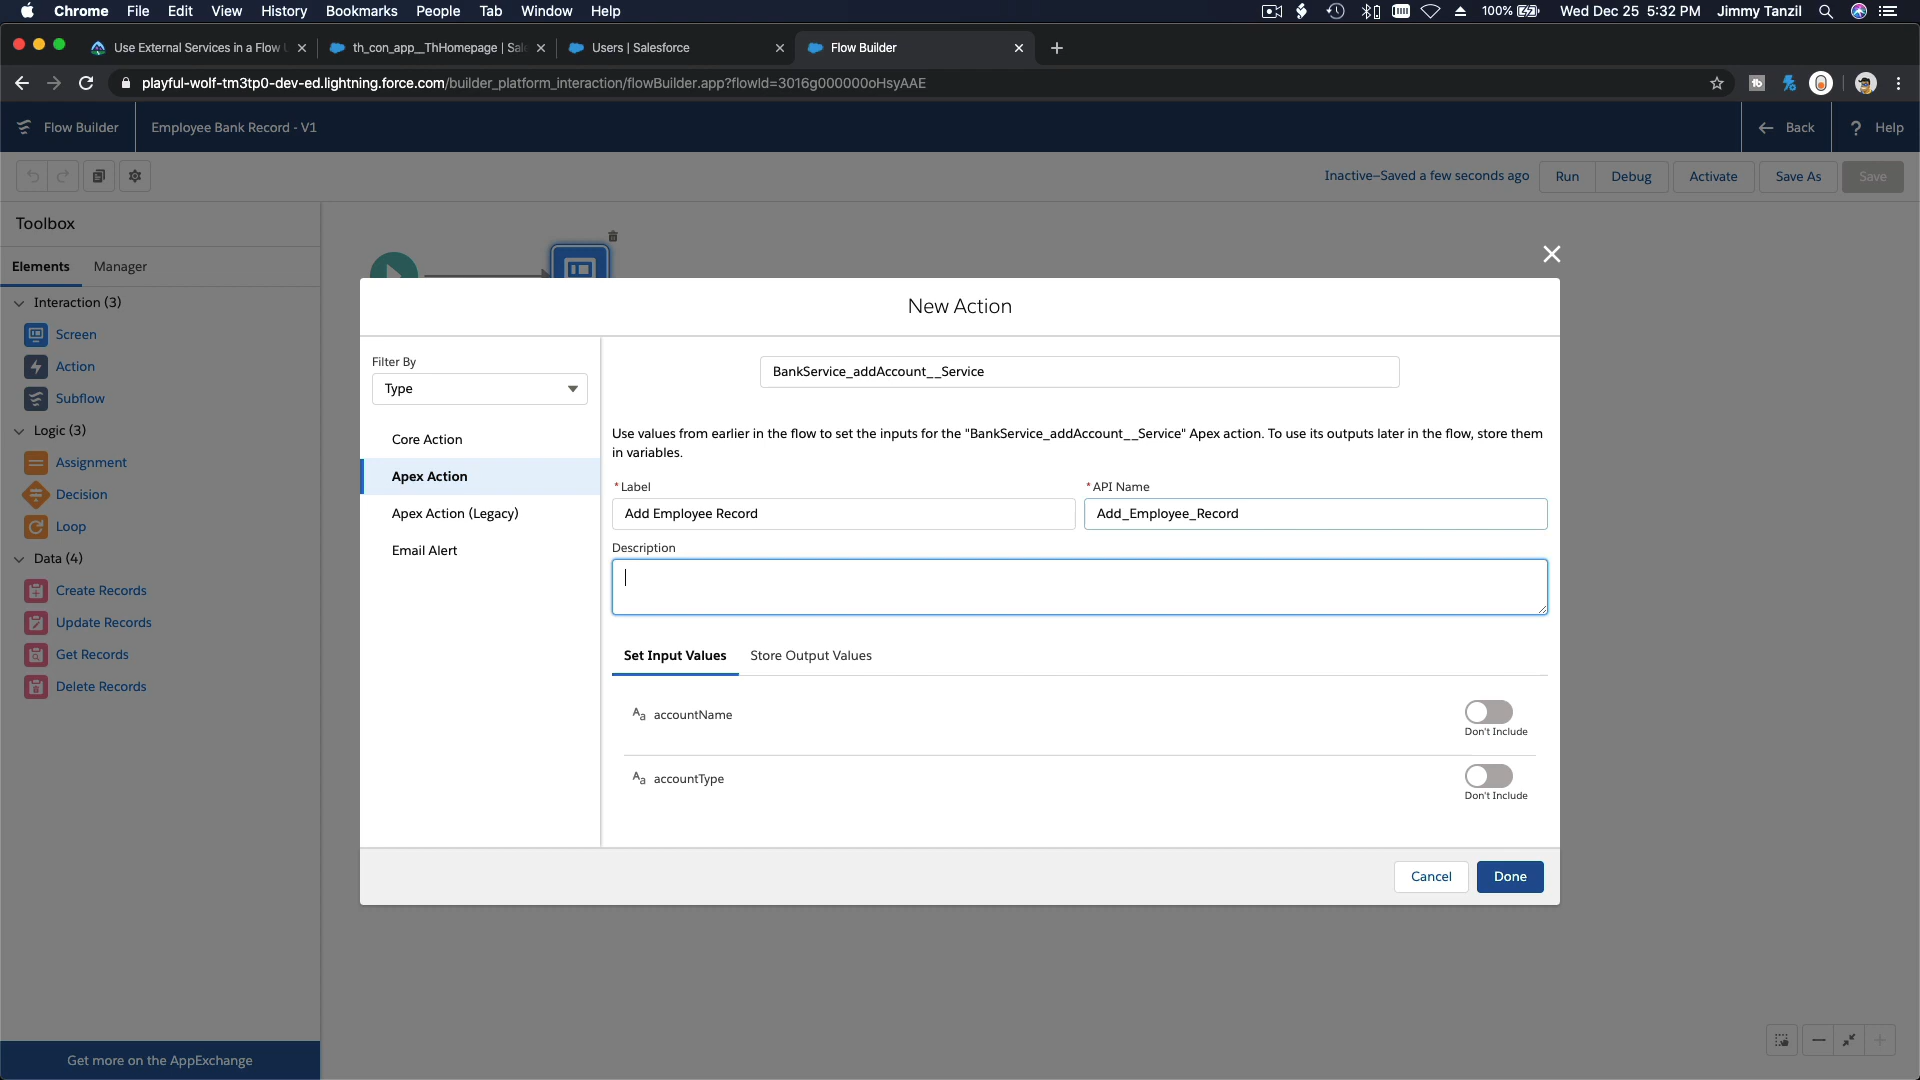 Chrome File Edit View History Bookmarks People Tab Window Help 100% Wed Dec 25 5:32 PM Jimmy Tanzil
Use External Services in a Flow th_con_app__ThHomepage | Sal Users | Salesforce Flow Builder
playful-wolf-tm3tp0-dev-ed.lightning.force.com/builder_platform_interaction/flowBuilder.app?flowId=3016g000000oHsyAAE
Flow Builder Employee Bank Record - V1 Back ? Help
Inactive–Saved a few seconds ago Run Debug Activate Save As Save
Toolbox
Elements Manager
Interaction (3)
Screen
Action
Subflow
Logic (3)
Assignment
Decision
Loop
Data (4)
Create Records
Update Records
Get Records
Delete Records
Get more on the AppExchange
New Action
Filter By
Type
Core Action
Apex Action
Apex Action (Legacy)
Email Alert
BankService_addAccount__Service
Use values from earlier in the flow to set the inputs for the "BankService_addAccount__Service" Apex action. To use its outputs later in the flow, store them
in variables.
*Label *API Name
Add Employee Record Add_Employee_Record
Description
Set Input Values Store Output Values
Aa accountName
Don't Include
Aa accountType
Don't Include
Cancel Done